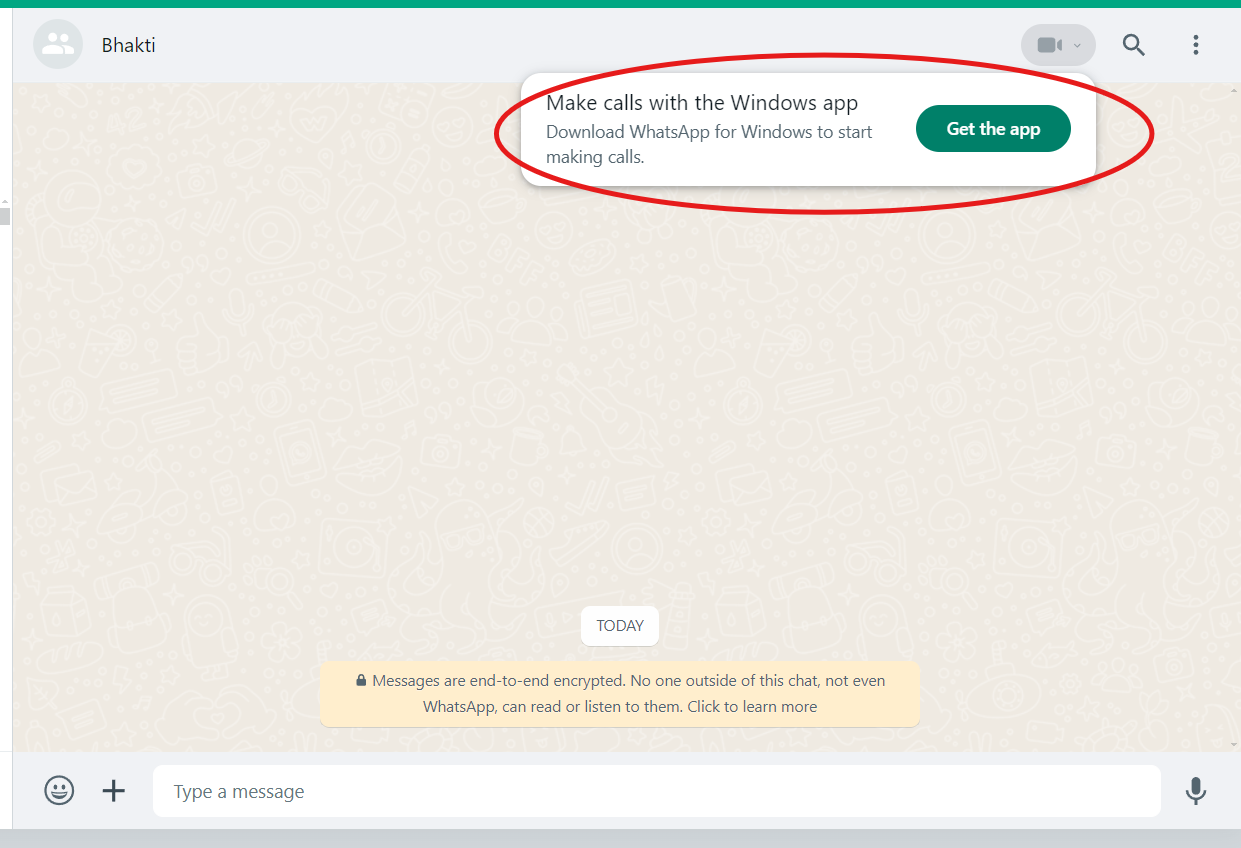 Bhakti
Make calls with the Windows app
Download WhatsApp for Windows to start
making calls.
Get the app
TODAY
Messages are end-to-end encrypted. No one outside of this chat, not even
WhatsApp, can read or listen to them. Click to learn more
Type a message